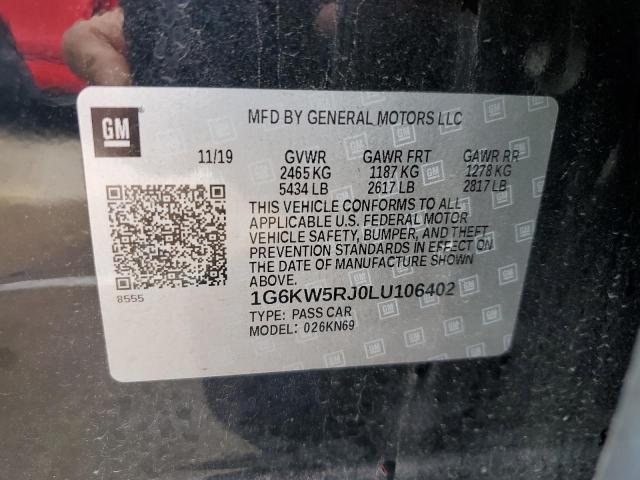 GM
MFD BY GENERAL MOTORS LLC
11/19 GVWR GAWR FRT GAWR RR
2465 KG 1187 KG 1278 KG
5434 LB 2617 LB 2817 LB
THIS VEHICLE CONFORMS TO ALL
APPLICABLE U.S. FEDERAL MOTOR
VEHICLE SAFETY, BUMPER, AND THEFT
PREVENTION STANDARDS IN EFFECT ON
THE DATE OF MANUFACTURE SHOWN
ABOVE.
8555
1G6KW5RJ0LU106402
TYPE: PASS CAR
MODEL: 026KN69